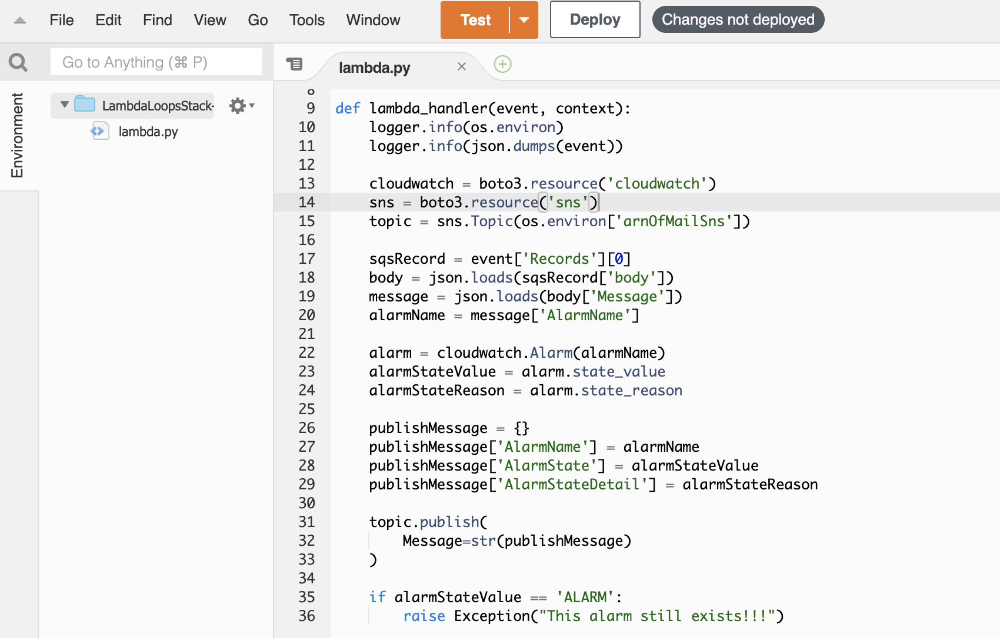 File Edit Find View Go Tools Window Test Deploy Changes not deployed
Go to Anything (⌘ P)
lambda.py
Environment
LambdaLoopsStack-
lambda.py
8
9 def lambda_handler(event, context):
10 logger.info(os.environ)
11 logger.info(json.dumps(event))
12
13 cloudwatch = boto3.resource('cloudwatch')
14 sns = boto3.resource('sns')
15 topic = sns.Topic(os.environ['arnOfMailSns'])
16
17 sqsRecord = event['Records'][0]
18 body = json.loads(sqsRecord['body'])
19 message = json.loads(body['Message'])
20 alarmName = message['AlarmName']
21
22 alarm = cloudwatch.Alarm(alarmName)
23 alarmStateValue = alarm.state_value
24 alarmStateReason = alarm.state_reason
25
26 publishMessage = {}
27 publishMessage['AlarmName'] = alarmName
28 publishMessage['AlarmState'] = alarmStateValue
29 publishMessage['AlarmStateDetail'] = alarmStateReason
30
31 topic.publish(
32 Message=str(publishMessage)
33 )
34
35 if alarmStateValue == 'ALARM':
36 raise Exception("This alarm still exists!!!")